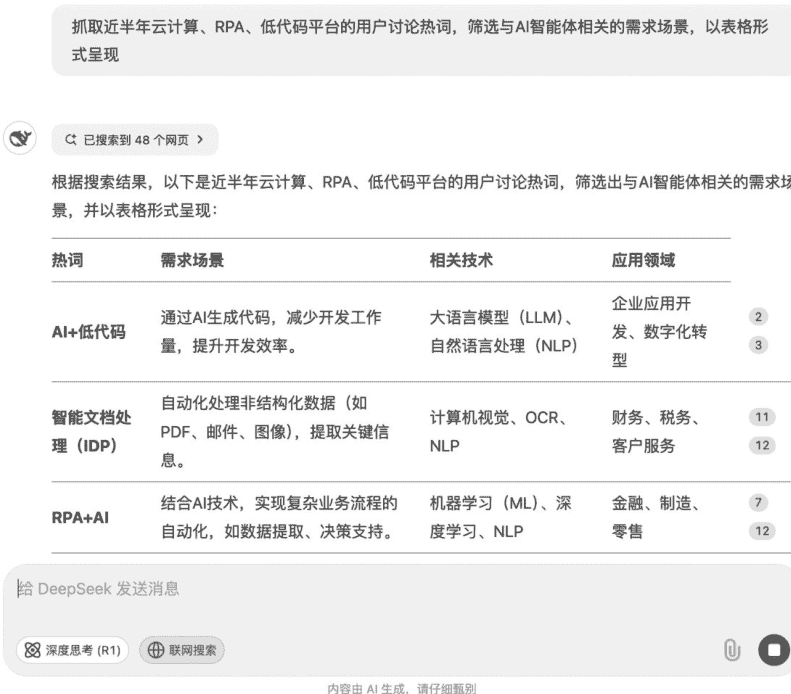 抓取近半年云计算、RPA、低代码平台的用户讨论热词，筛选与AI智能体相关的需求场景，以表格形
式呈现
已搜索到 48 个网页
根据搜索结果，以下是近半年云计算、RPA、低代码平台的用户讨论热词，筛选出与AI智能体相关的需求场
景，并以表格形式呈现：
热词 需求场景 相关技术 应用领域
AI+低代码
通过AI生成代码，减少开发工作
量，提升开发效率。
大语言模型（LLM）、
自然语言处理（NLP）
企业应用开
发、数字化转
型
2
3
智能文档处
理（IDP）
自动化处理非结构化数据（如
PDF、邮件、图像），提取关键信
息。
计算机视觉、OCR、
NLP
财务、税务、
客户服务
11
12
RPA+AI
结合AI技术，实现复杂业务流程的
自动化，如数据提取、决策支持。
机器学习（ML）、深
度学习、NLP
金融、制造、
零售
7
12
给 DeepSeek 发送消息
深度思考 (R1) 联网搜索
内容由 AI 生成，请仔细甄别